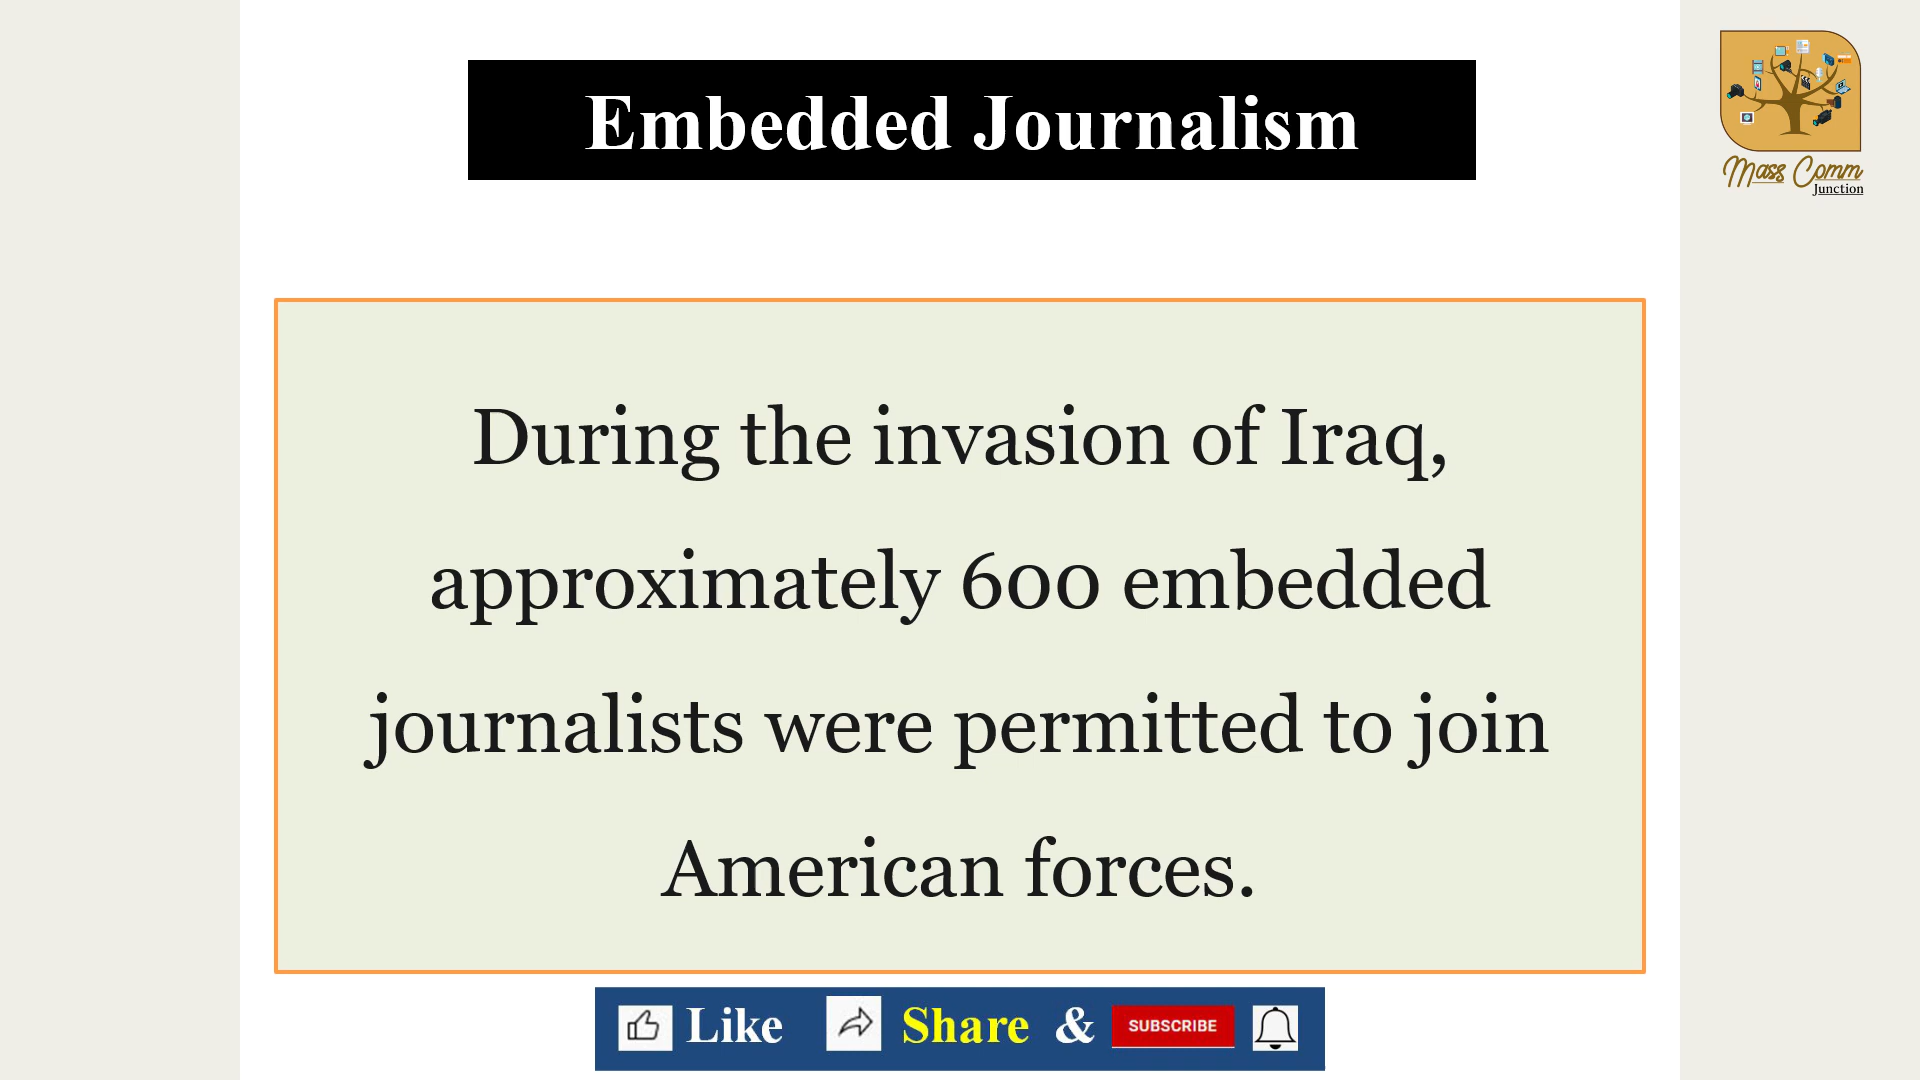 Embedded Journalism
Mass Comm
Junction
During the invasion of Iraq,
approximately 600 embedded
journalists were permitted to join
American forces.
Like Share & SUBSCRIBE